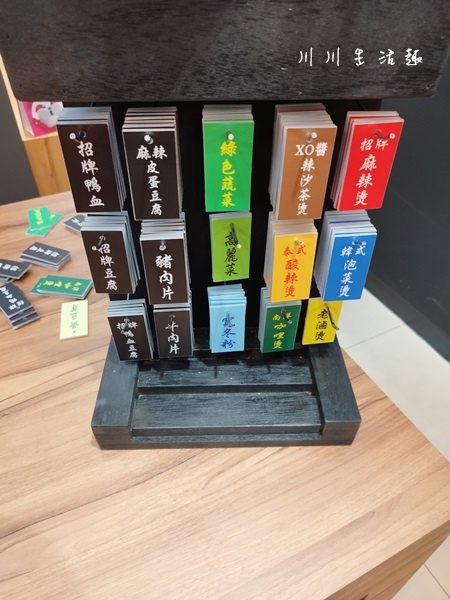 川川生活趣
招牌鴨血
麻辣皮蛋豆腐
綠色蔬菜
XO醬辣沙茶燙
招牌麻辣燙
招牌豆腐
豬肉片
高麗菜
泰式酸辣燙
韓式泡菜燙
招牌鴨血豆腐
牛肉片
寬冬粉
咖哩燙
老滷燙